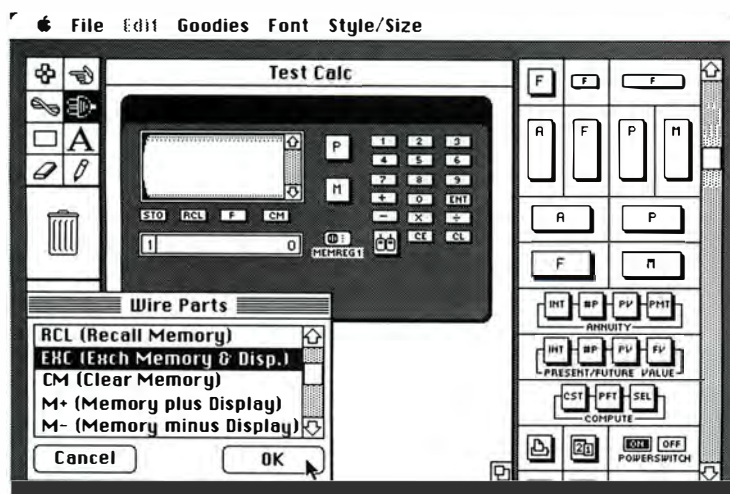 File Edit Goodies Font Style/Size
Test Calc
A
P
M
1 2 3
4 5 6
7 8 9
+ 0 ENT
− X ÷
CE CL
STO RCL F CM
1 0
MEMREG1
Wire Parts
RCL (Recall Memory)
EXC (Exch Memory & Disp.)
CM (Clear Memory)
M+ (Memory plus Display)
M- (Memory minus Display)
Cancel OK
F F F
A F P M
A P
F M
INT #P PV PMT
ANNUITY
INT #P PV FV
PRESENT/FUTURE VALUE
CST PFT SEL
COMPUTE
21 ON OFF
POWERSWITCH